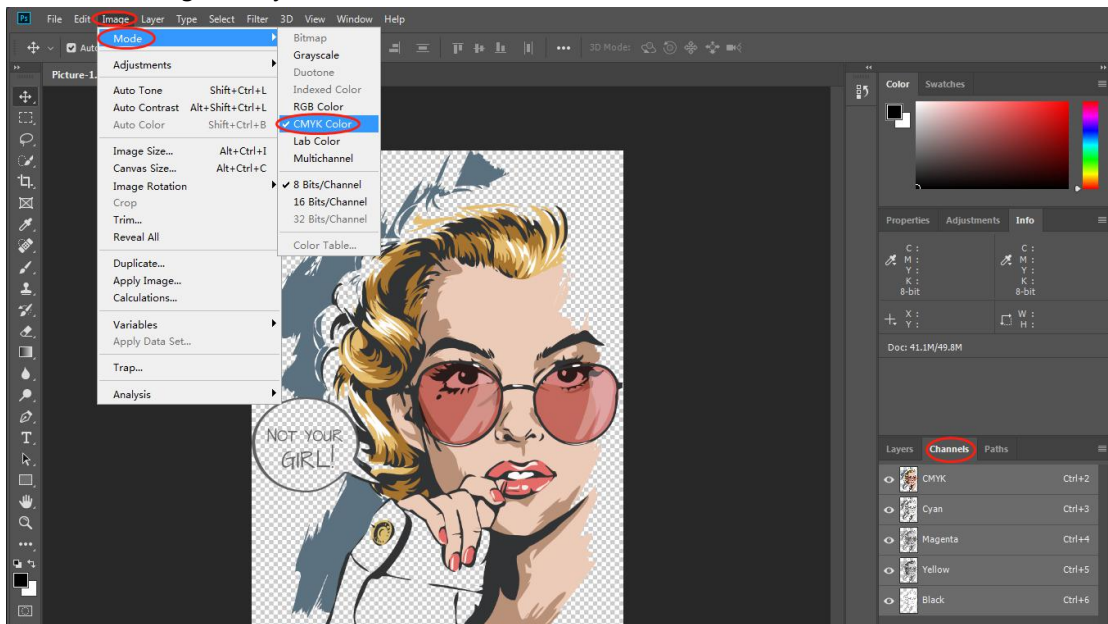 Ps File Edit Image Layer Type Select Filter 3D View Window Help
Auto
3D Mode:
Picture-1.
Mode
Adjustments
Auto Tone Shift+Ctrl+L
Auto Contrast Alt+Shift+Ctrl+L
Auto Color Shift+Ctrl+B
Image Size... Alt+Ctrl+I
Canvas Size... Alt+Ctrl+C
Image Rotation
Crop
Trim...
Reveal All
Duplicate...
Apply Image...
Calculations...
Variables
Apply Data Set...
Trap...
Analysis
Bitmap
Grayscale
Duotone
Indexed Color
RGB Color
CMYK Color
Lab Color
Multichannel
8 Bits/Channel
16 Bits/Channel
32 Bits/Channel
Color Table...
NOT YOUR
GIRL!
Color Swatches
Properties Adjustments Info
C : C :
M : M :
Y : Y :
K : K :
8-bit 8-bit
X : W :
Y : H :
Doc: 41.1M/49.8M
Layers Channels Paths
CMYK Ctrl+2
Cyan Ctrl+3
Magenta Ctrl+4
Yellow Ctrl+5
Black Ctrl+6